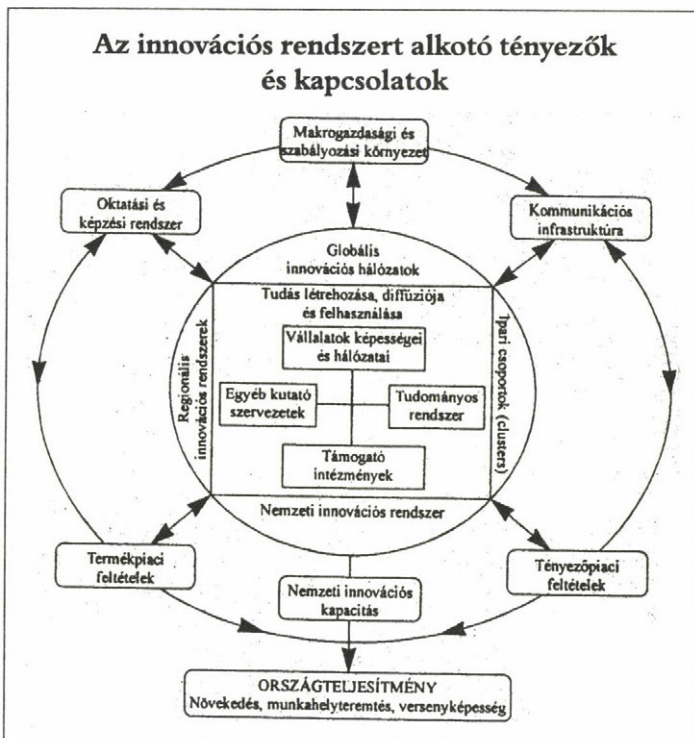 Az innovációs rendszert alkotó tényezők
és kapcsolatok
Makrogazdasági és
szabályozási környezet
Oktatási és
képzési rendszer
Kommunikációs
infrastruktúra
Globális
innovációs hálózatok
Tudás létrehozása, diffúziója
és felhasználása
Vállalatok képességei
és hálózatai
Regionális
innovációs rendszerek
Ipari csoportok (clusters)
Egyéb kutató
szervezetek
Tudományos
rendszer
Támogató
intézmények
Nemzeti innovációs rendszer
Termékpiaci
feltételek
Tényezőpiaci
feltételek
Nemzeti innovációs
kapacitás
ORSZÁGTELJESÍTMÉNY
Növekedés, munkahelyteremtés, versenyképesség